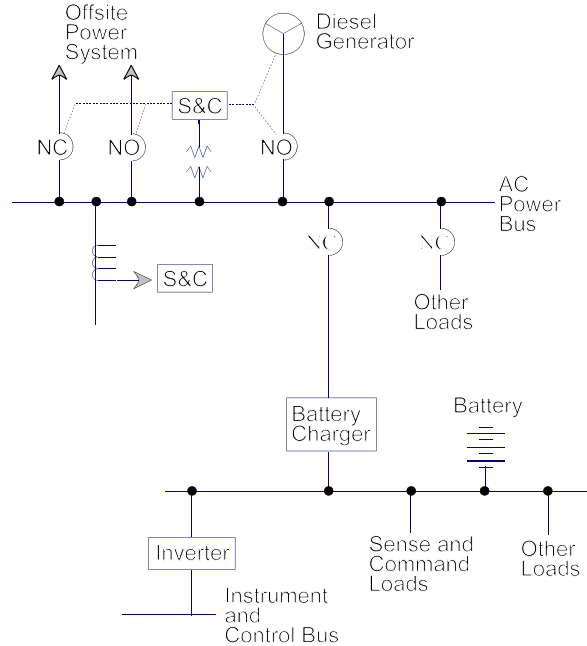 Offsite
Power
System
Diesel
Generator
S&C
NC
NO
NO
AC
Power
Bus
NC
NC
S&C
Other
Loads
Battery
Charger
Battery
Inverter
Sense and
Command
Loads
Other
Loads
Instrument
and
Control Bus